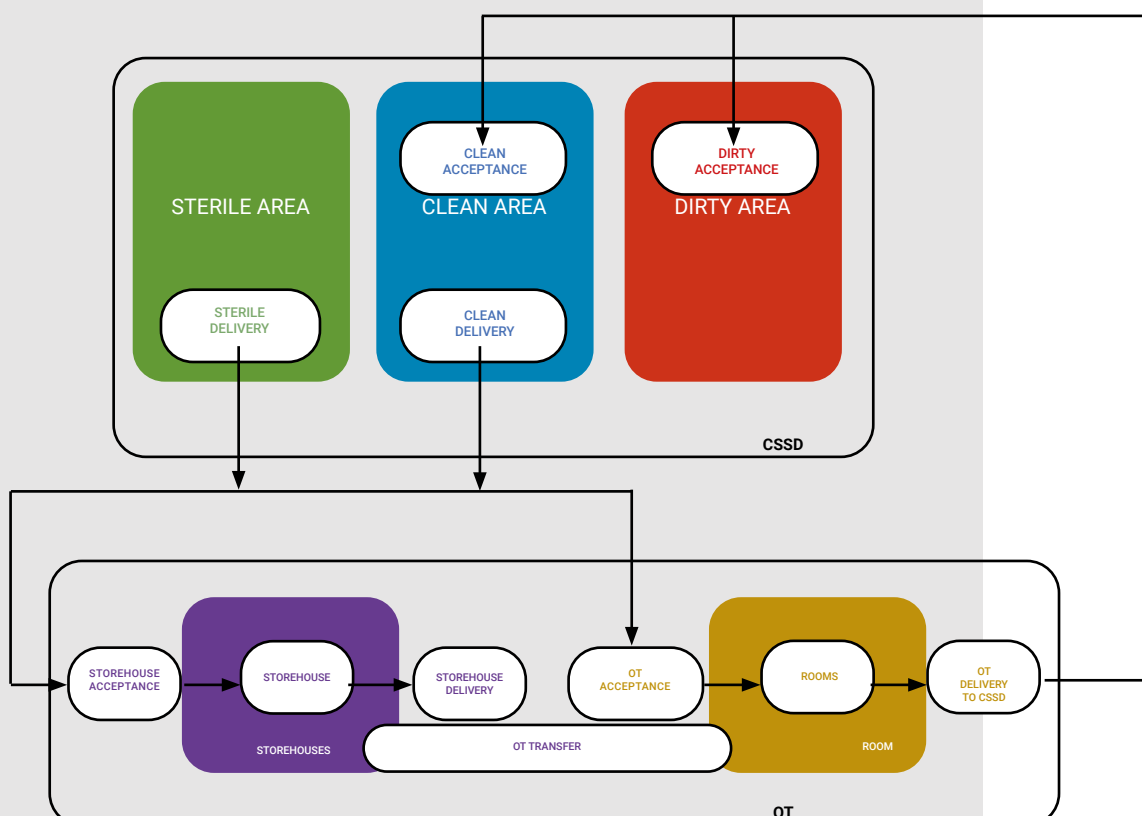 CLEAN
ACCEPTANCE
DIRTY
ACCEPTANCE
STERILE AREA
CLEAN AREA
DIRTY AREA
STERILE
DELIVERY
CLEAN
DELIVERY
CSSD
STOREHOUSE
ACCEPTANCE
STOREHOUSE
STOREHOUSE
DELIVERY
OT
ACCEPTANCE
ROOMS
OT
DELIVERY
TO CSSD
STOREHOUSES
OT TRANSFER
ROOM
OT